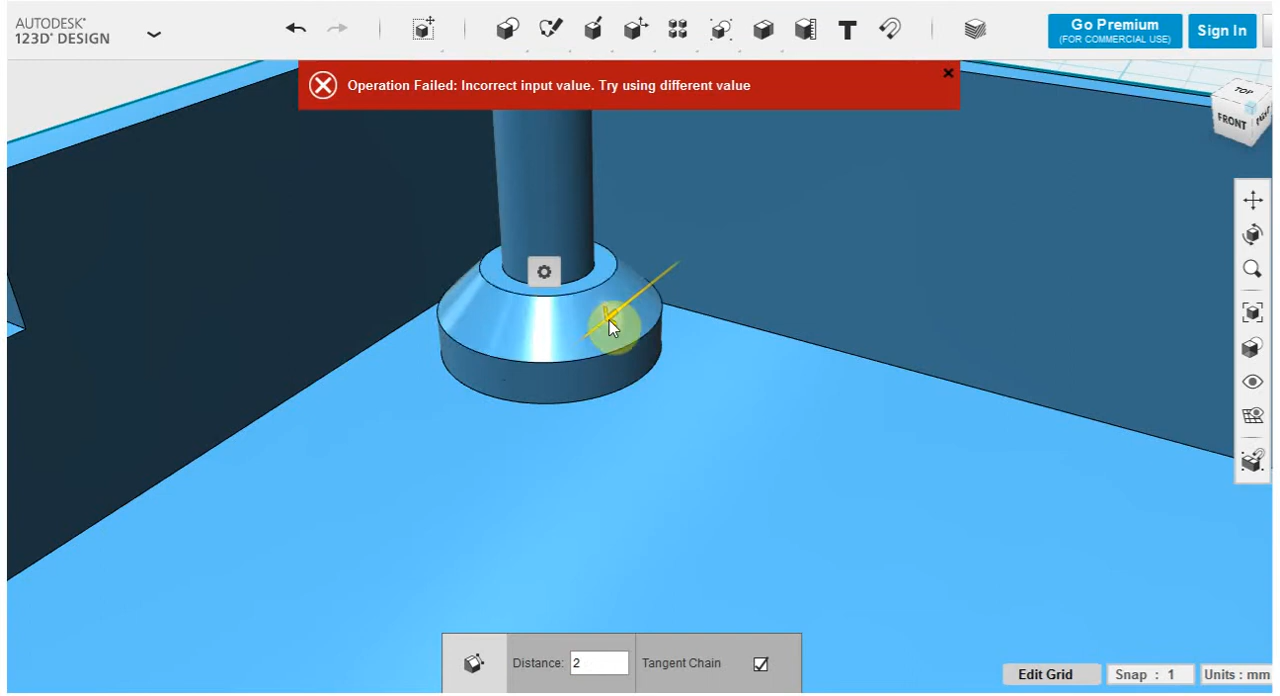 AUTODESK®
123D® DESIGN
Go Premium
(FOR COMMERCIAL USE)
Sign In
Operation Failed: Incorrect input value. Try using different value
TOP
FRONT
Distance: 2
Tangent Chain
Edit Grid
Snap : 1
Units : mm